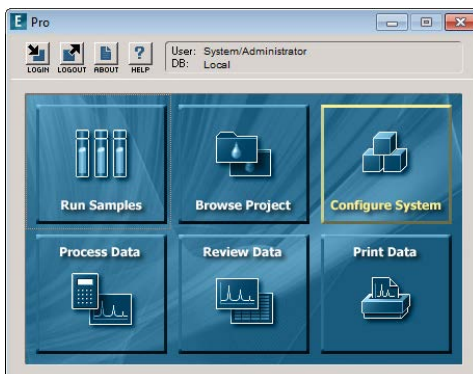 E Pro
LOGIN LOGOUT ABOUT HELP
User: System/Administrator
DB: Local
Run Samples
Browse Project
Configure System
Process Data
Review Data
Print Data